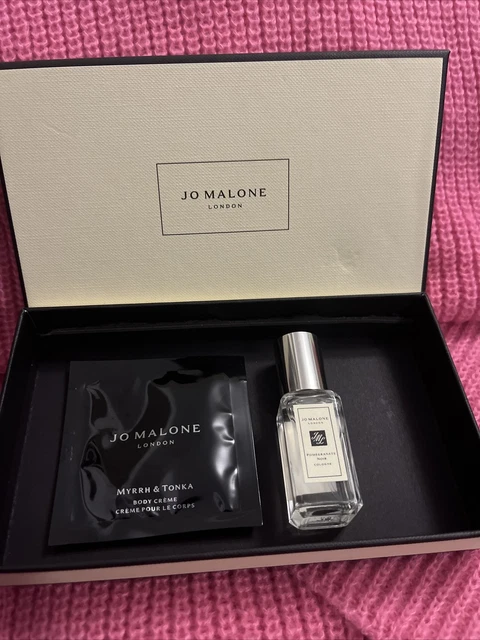 JO MALONE
LONDON
JO MALONE
LONDON
MYRRH & TONKA
BODY CRÈME
CRÈME POUR LE CORPS
JO MALONE
LONDON
POMEGRANATE
NOIR
COLOGNE